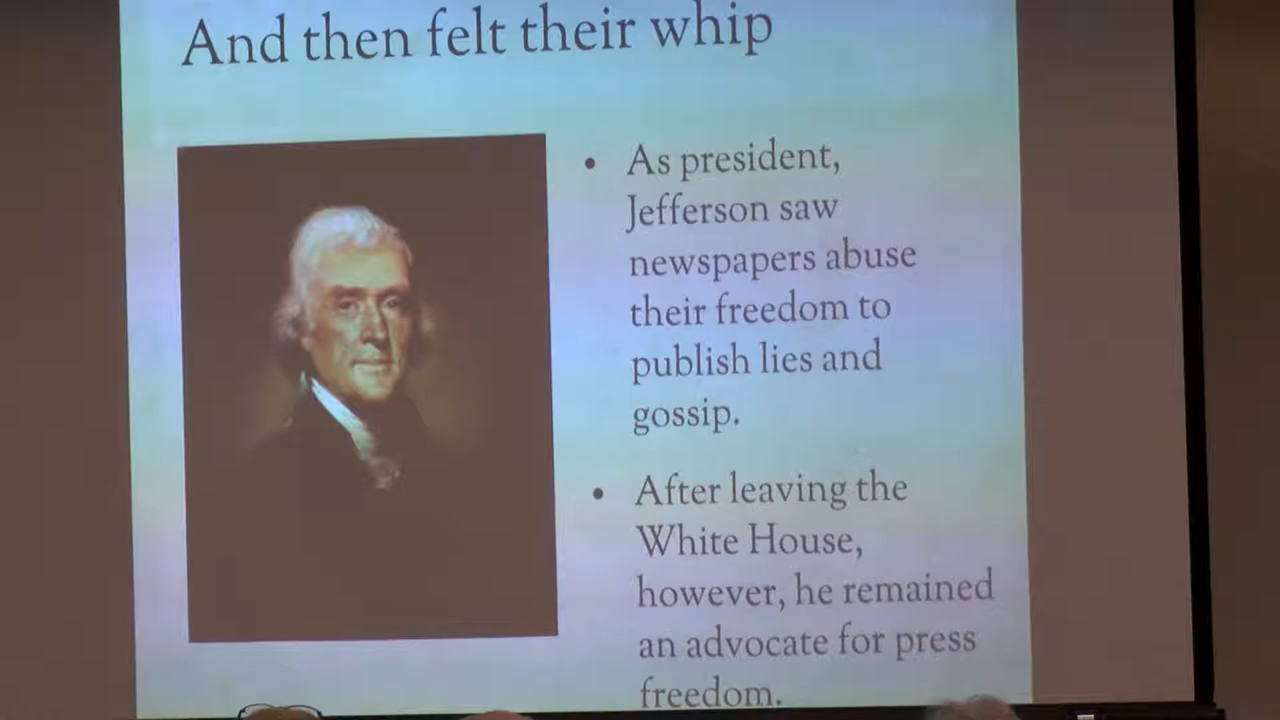 And then felt their whip
• As president,
Jefferson saw
newspapers abuse
their freedom to
publish lies and
gossip.
• After leaving the
White House,
however, he remained
an advocate for press
freedom.